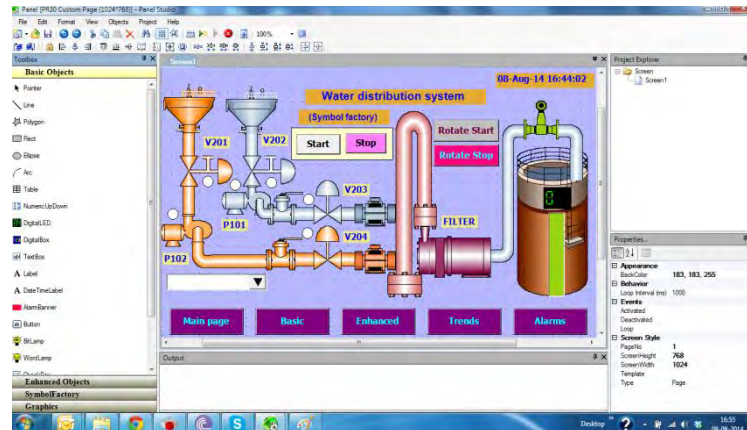 Panel [PR30 Custom Page (1024*768)] - Panel Studio
File Edit Format View Objects Project Help
100%
Toolbox
Basic Objects
Pointer
Line
Polygon
Rect
Ellipse
Arc
Table
NumericUpDown
DigitalLED
DigitalBox
TextBox
Label
DateTimeLabel
AlarmBanner
Button
BitLamp
WordLamp
CheckBox
Enhanced Objects
SymbolFactory
Graphics
Screen1
08-Aug-14 16:44:02
Water distribution system
(Symbol factory)
Start Stop
Rotate Start
Rotate Stop
V201
V202
V203
V204
P101
P102
FILTER
0
Main page Basic Enhanced Trends Alarms
Output
Project Explorer
Screen
Screen1
Properties...
Appearance
BackColor 183, 183, 255
Behavior
Loop Interval (ms) 1000
Events
Activated
Deactivated
Loop
Screen Style
PageNo 1
ScreenHeight 768
ScreenWidth 1024
Template
Type Page
Desktop
16:55
08-08-2014